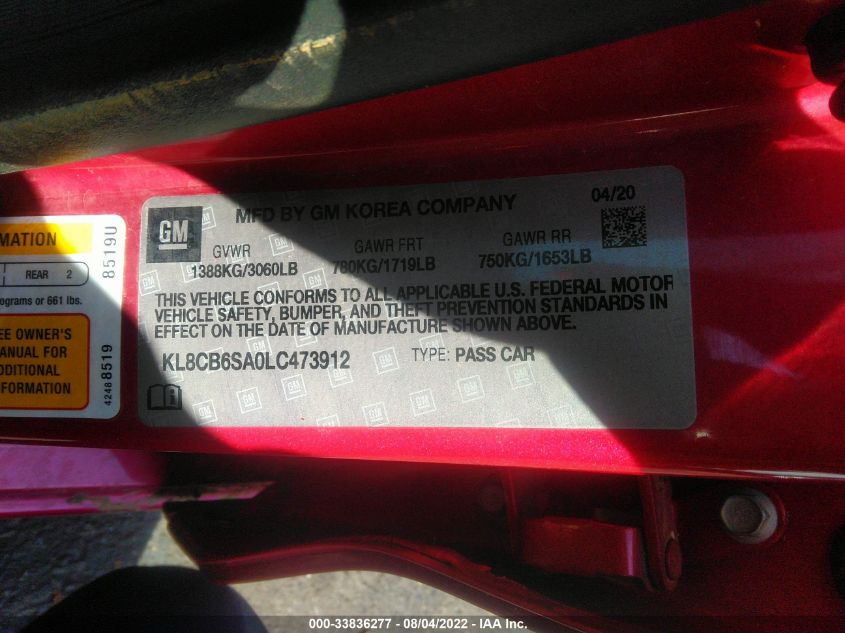 MFD BY GM KOREA COMPANY
04/20
GM
GVWR
GAWR FRT
GAWR RR
1388KG/3060LB
780KG/1719LB
750KG/1653LB
THIS VEHICLE CONFORMS TO ALL APPLICABLE U.S. FEDERAL MOTOR
VEHICLE SAFETY, BUMPER, AND THEFT PREVENTION STANDARDS IN
EFFECT ON THE DATE OF MANUFACTURE SHOWN ABOVE.
KL8CB6SA0LC473912
TYPE: PASS CAR
MATION
REAR 2
ograms or 661 lbs.
EE OWNER'S
MANUAL FOR
DDITIONAL
NFORMATION
8519U
42488519
000-33836277 - 08/04/2022 - IAA Inc.